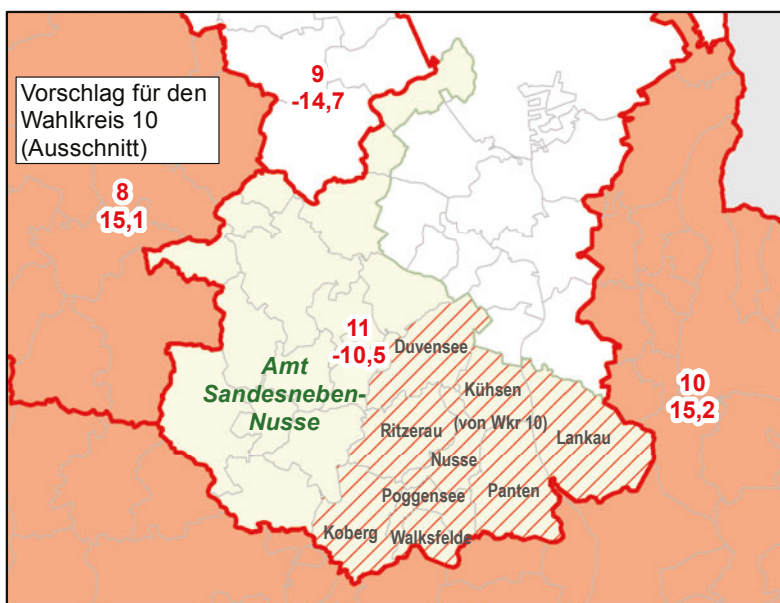 Vorschlag für den
Wahlkreis 10
(Ausschnitt)
9
-14,7
8
15,1
11
-10,5
Amt
Sandesneben-
Nusse
Duvensee
Kühsen
(von Wkr 10)
Ritzerau
Lankau
Nusse
Poggensee
Panten
Koberg
Walksfelde
10
15,2